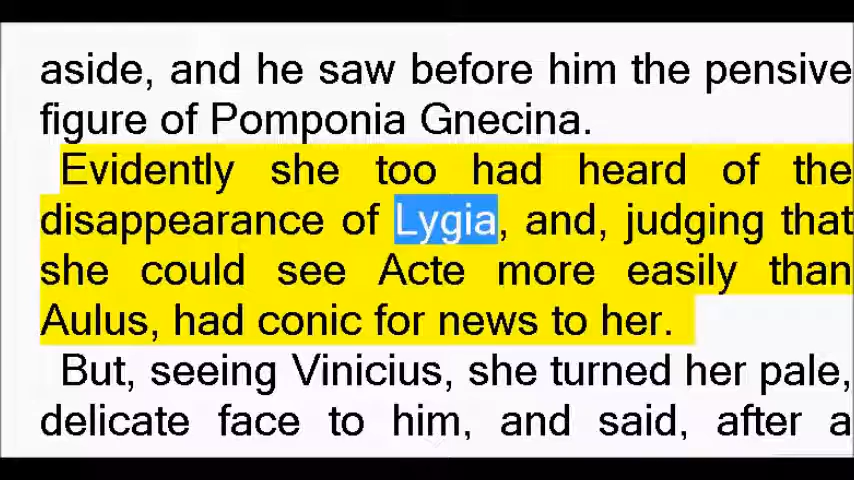 aside, and he saw before him the pensive
figure of Pomponia Gnecina.
Evidently she too had heard of the
disappearance of Lygia, and, judging that
she could see Acte more easily than
Aulus, had conic for news to her.
But, seeing Vinicius, she turned her pale,
delicate face to him, and said, after a